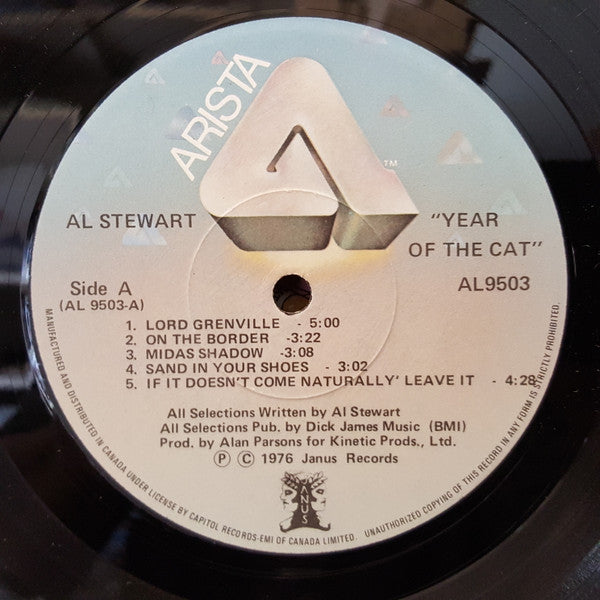 ARISTA
TM
AL STEWART
"YEAR
OF THE CAT"
Side A
(AL 9503-A)
AL9503
1. LORD GRENVILLE - 5:00
2. ON THE BORDER -3:22
3. MIDAS SHADOW -3:08
4. SAND IN YOUR SHOES - 3:02
5. IF IT DOESN'T COME NATURALLY' LEAVE IT - 4:28
All Selections Written by Al Stewart
All Selections Pub. by Dick James Music (BMI)
Prod. by Alan Parsons for Kinetic Prods., Ltd.
Ⓟ © 1976 Janus Records
JANUS
MANUFACTURED AND DISTRIBUTED IN CANADA UNDER LICENSE BY CAPITOL RECORDS-EMI OF CANADA LIMITED. UNAUTHORIZED COPYING OF THIS RECORD IN ANY FORM IS STRICTLY PROHIBITED.